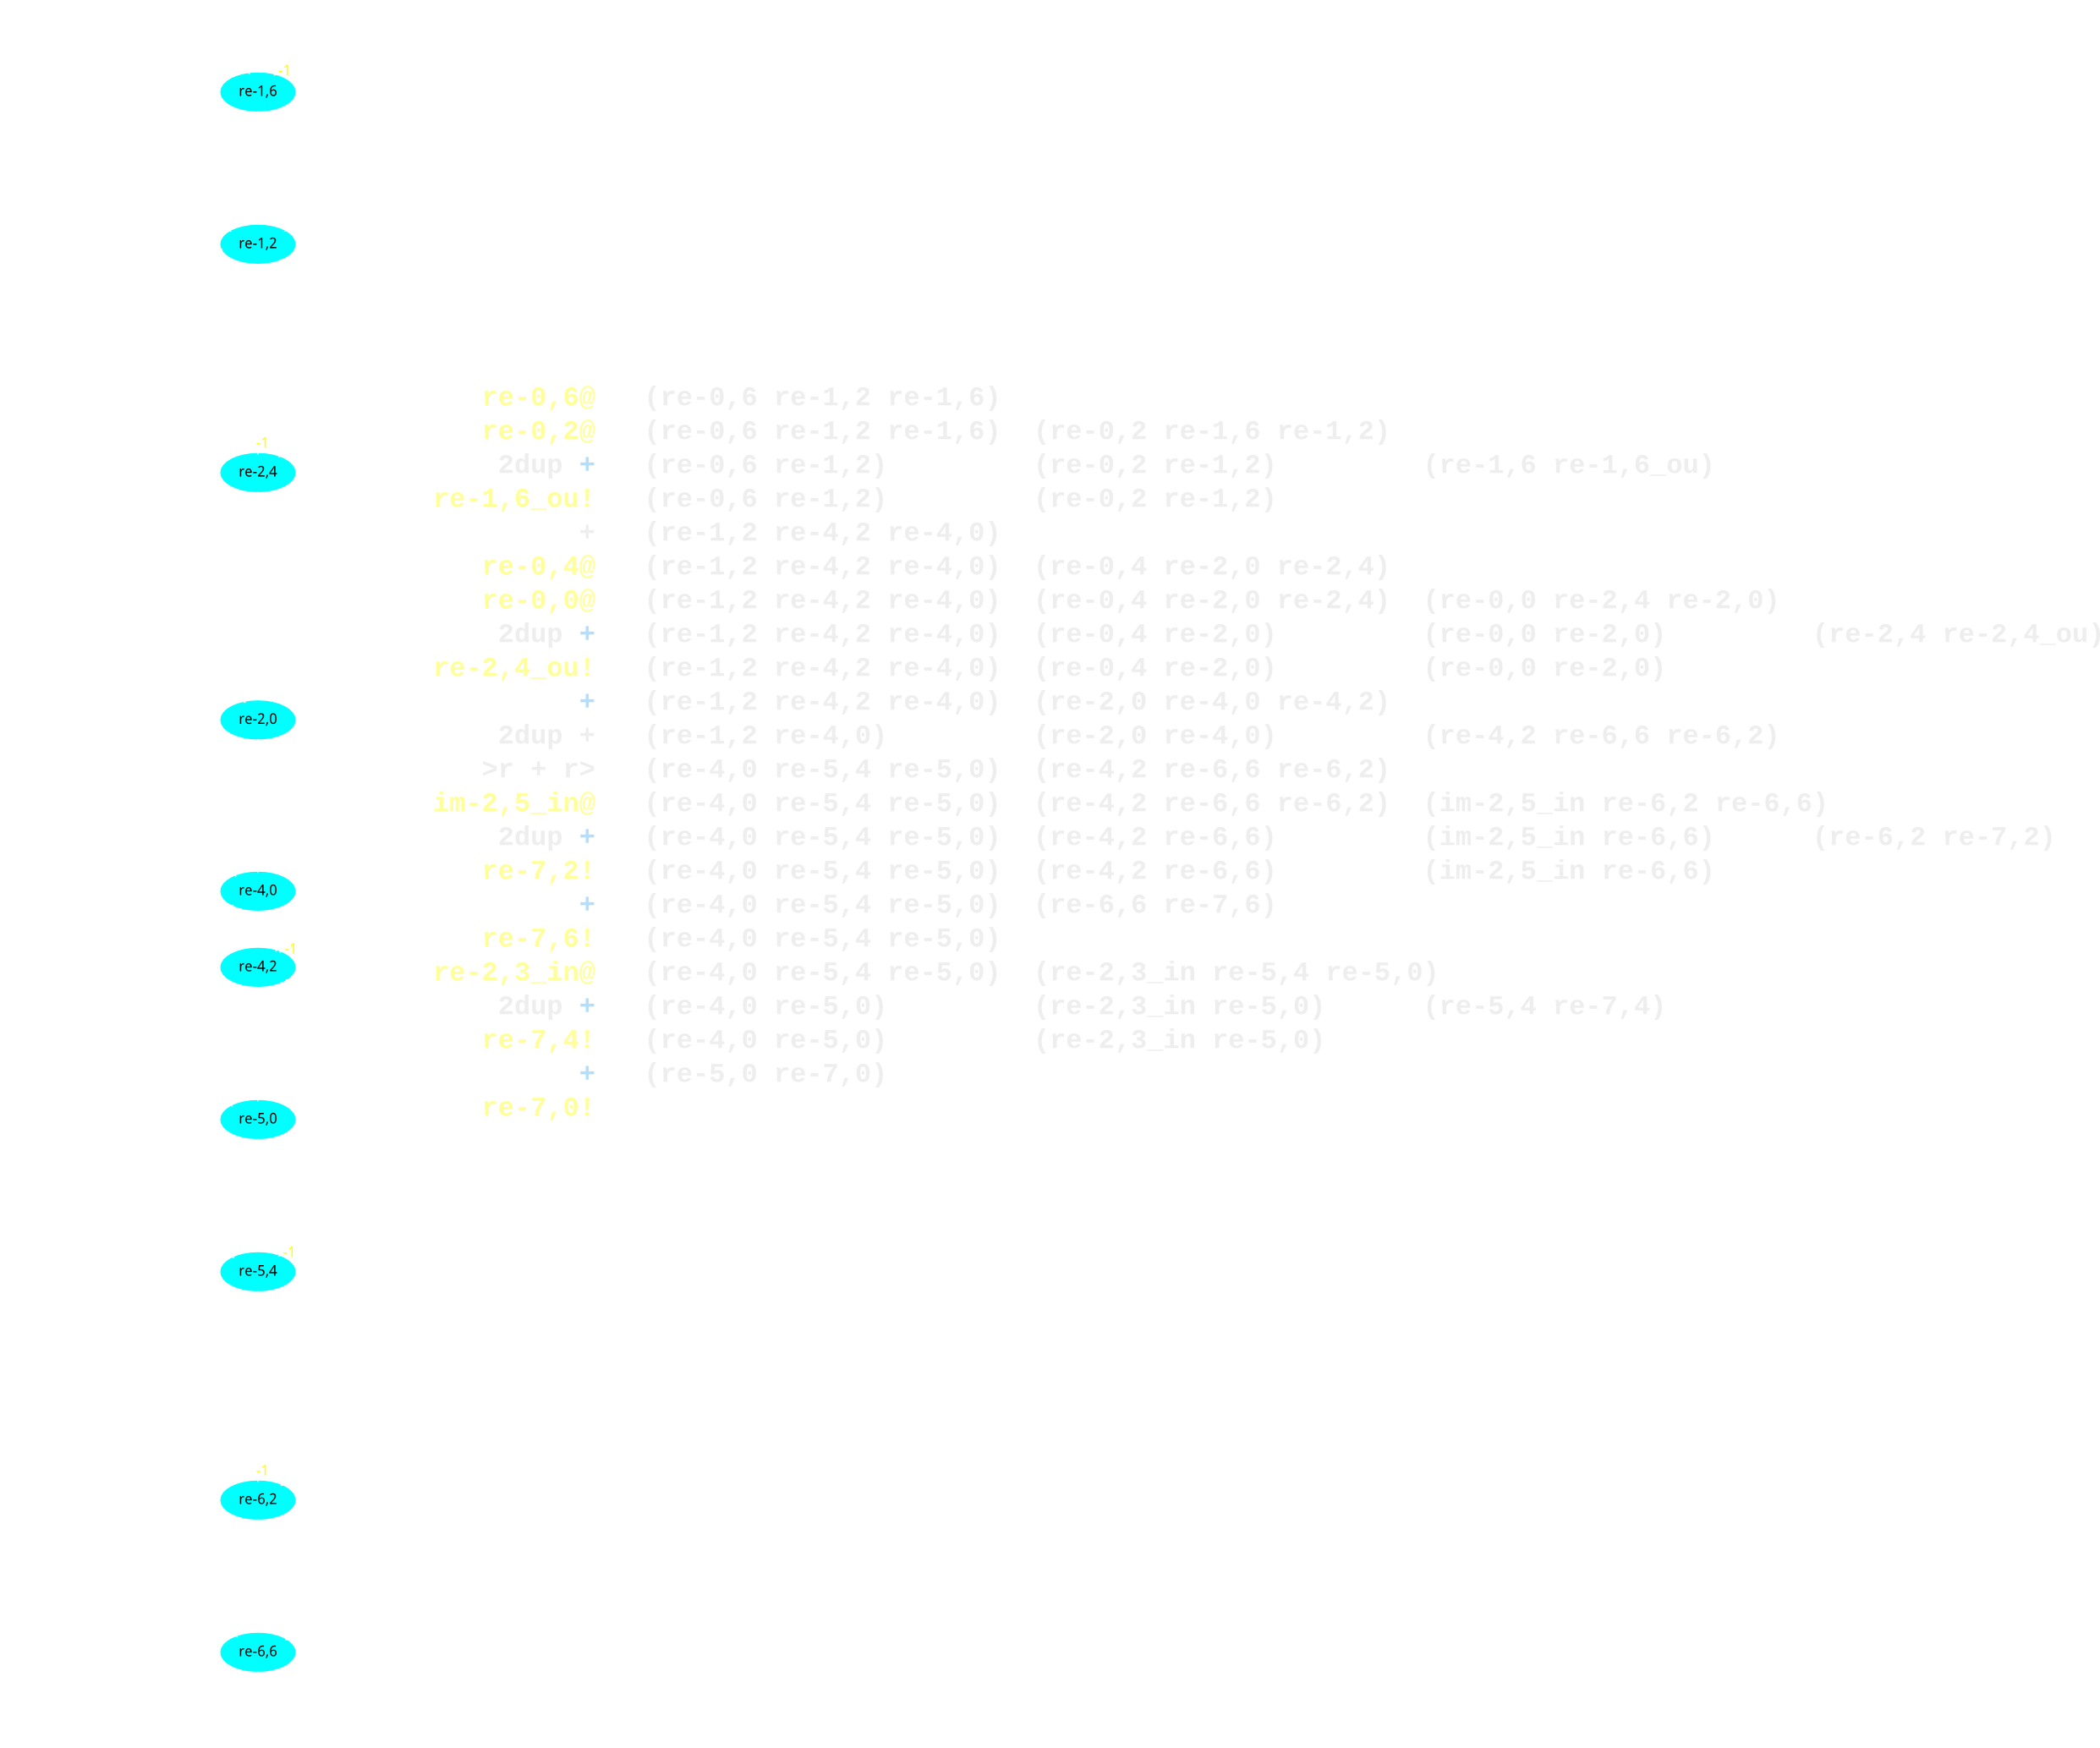 -1
re-1,6
re-1,2
re-0,6@ (re-0,6 re-1,2 re-1,6)
re-0,2@ (re-0,6 re-1,2 re-1,6) (re-0,2 re-1,6 re-1,2)
-1
re-2,4
2dup + (re-0,6 re-1,2) (re-0,2 re-1,2) (re-1,6 re-1,6_ou)
re-1,6_ou! (re-0,6 re-1,2) (re-0,2 re-1,2)
+ (re-1,2 re-4,2 re-4,0)
re-0,4@ (re-1,2 re-4,2 re-4,0) (re-0,4 re-2,0 re-2,4)
re-0,0@ (re-1,2 re-4,2 re-4,0) (re-0,4 re-2,0 re-2,4) (re-0,0 re-2,4 re-2,0)
2dup + (re-1,2 re-4,2 re-4,0) (re-0,4 re-2,0) (re-0,0 re-2,0) (re-2,4 re-2,4_ou)
re-2,4_ou! (re-1,2 re-4,2 re-4,0) (re-0,4 re-2,0) (re-0,0 re-2,0)
+ (re-1,2 re-4,2 re-4,0) (re-2,0 re-4,0 re-4,2)
re-2,0
2dup + (re-1,2 re-4,0) (re-2,0 re-4,0) (re-4,2 re-6,6 re-6,2)
>r + r> (re-4,0 re-5,4 re-5,0) (re-4,2 re-6,6 re-6,2)
im-2,5_in@ (re-4,0 re-5,4 re-5,0) (re-4,2 re-6,6 re-6,2) (im-2,5_in re-6,2 re-6,6)
2dup + (re-4,0 re-5,4 re-5,0) (re-4,2 re-6,6) (im-2,5_in re-6,6) (re-6,2 re-7,2)
re-7,2! (re-4,0 re-5,4 re-5,0) (re-4,2 re-6,6) (im-2,5_in re-6,6)
re-4,0
+ (re-4,0 re-5,4 re-5,0) (re-6,6 re-7,6)
re-7,6! (re-4,0 re-5,4 re-5,0)
-1
re-4,2
re-2,3_in@ (re-4,0 re-5,4 re-5,0) (re-2,3_in re-5,4 re-5,0)
2dup + (re-4,0 re-5,0) (re-2,3_in re-5,0) (re-5,4 re-7,4)
re-7,4! (re-4,0 re-5,0) (re-2,3_in re-5,0)
+ (re-5,0 re-7,0)
re-7,0!
re-5,0
-1
re-5,4
-1
re-6,2
re-6,6